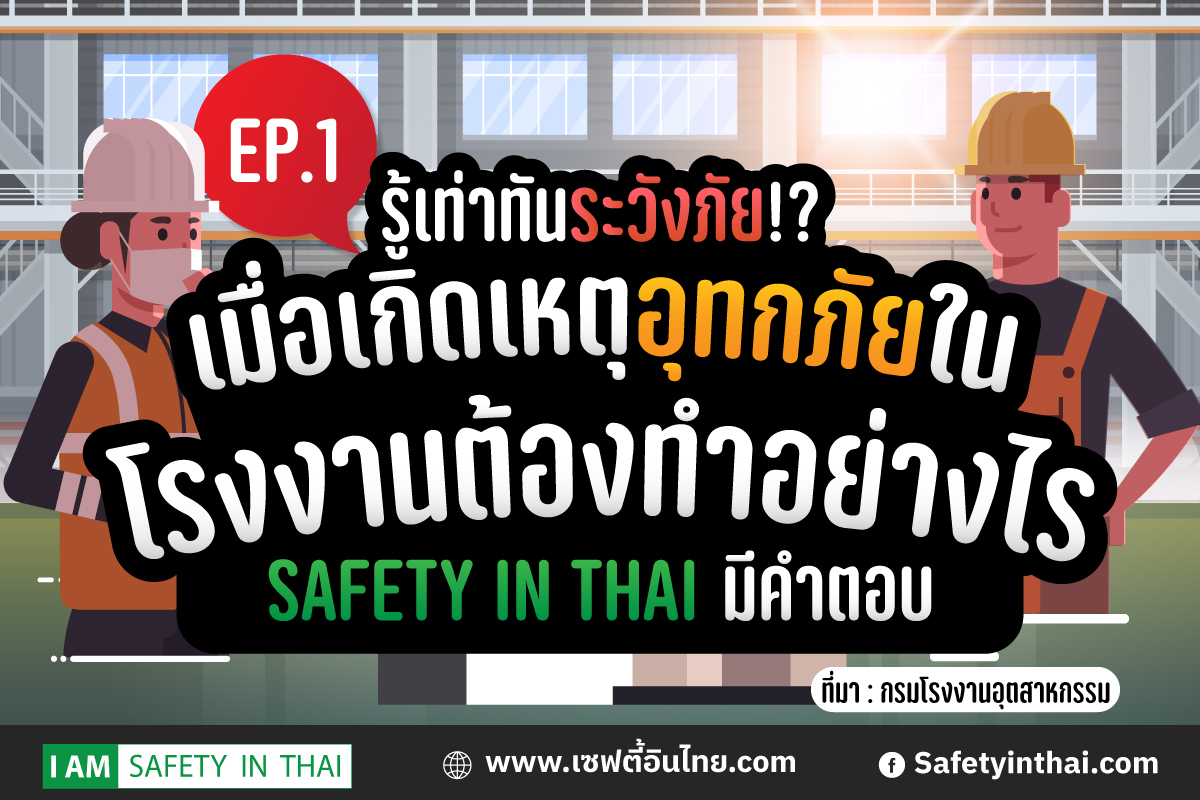 EP.1
รู้เท่าทันระวังภัย!?
เมื่อเกิดเหตุอุทกภัยใน
โรงงานต้องทำอย่างไร
SAFETY IN THAI มีคำตอบ
ที่มา : กรมโรงงานอุตสาหกรรม
I AM SAFETY IN THAI
www.เซฟตี้อินไทย.com
Safetyinthai.com